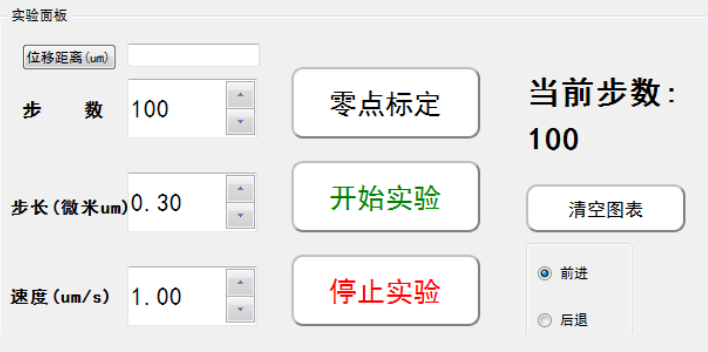 实验面板
位移距离(um)
步 数 100
步长(微米um) 0.30
速度(um/s) 1.00
零点标定
开始实验
停止实验
当前步数:
100
清空图表
前进
后退